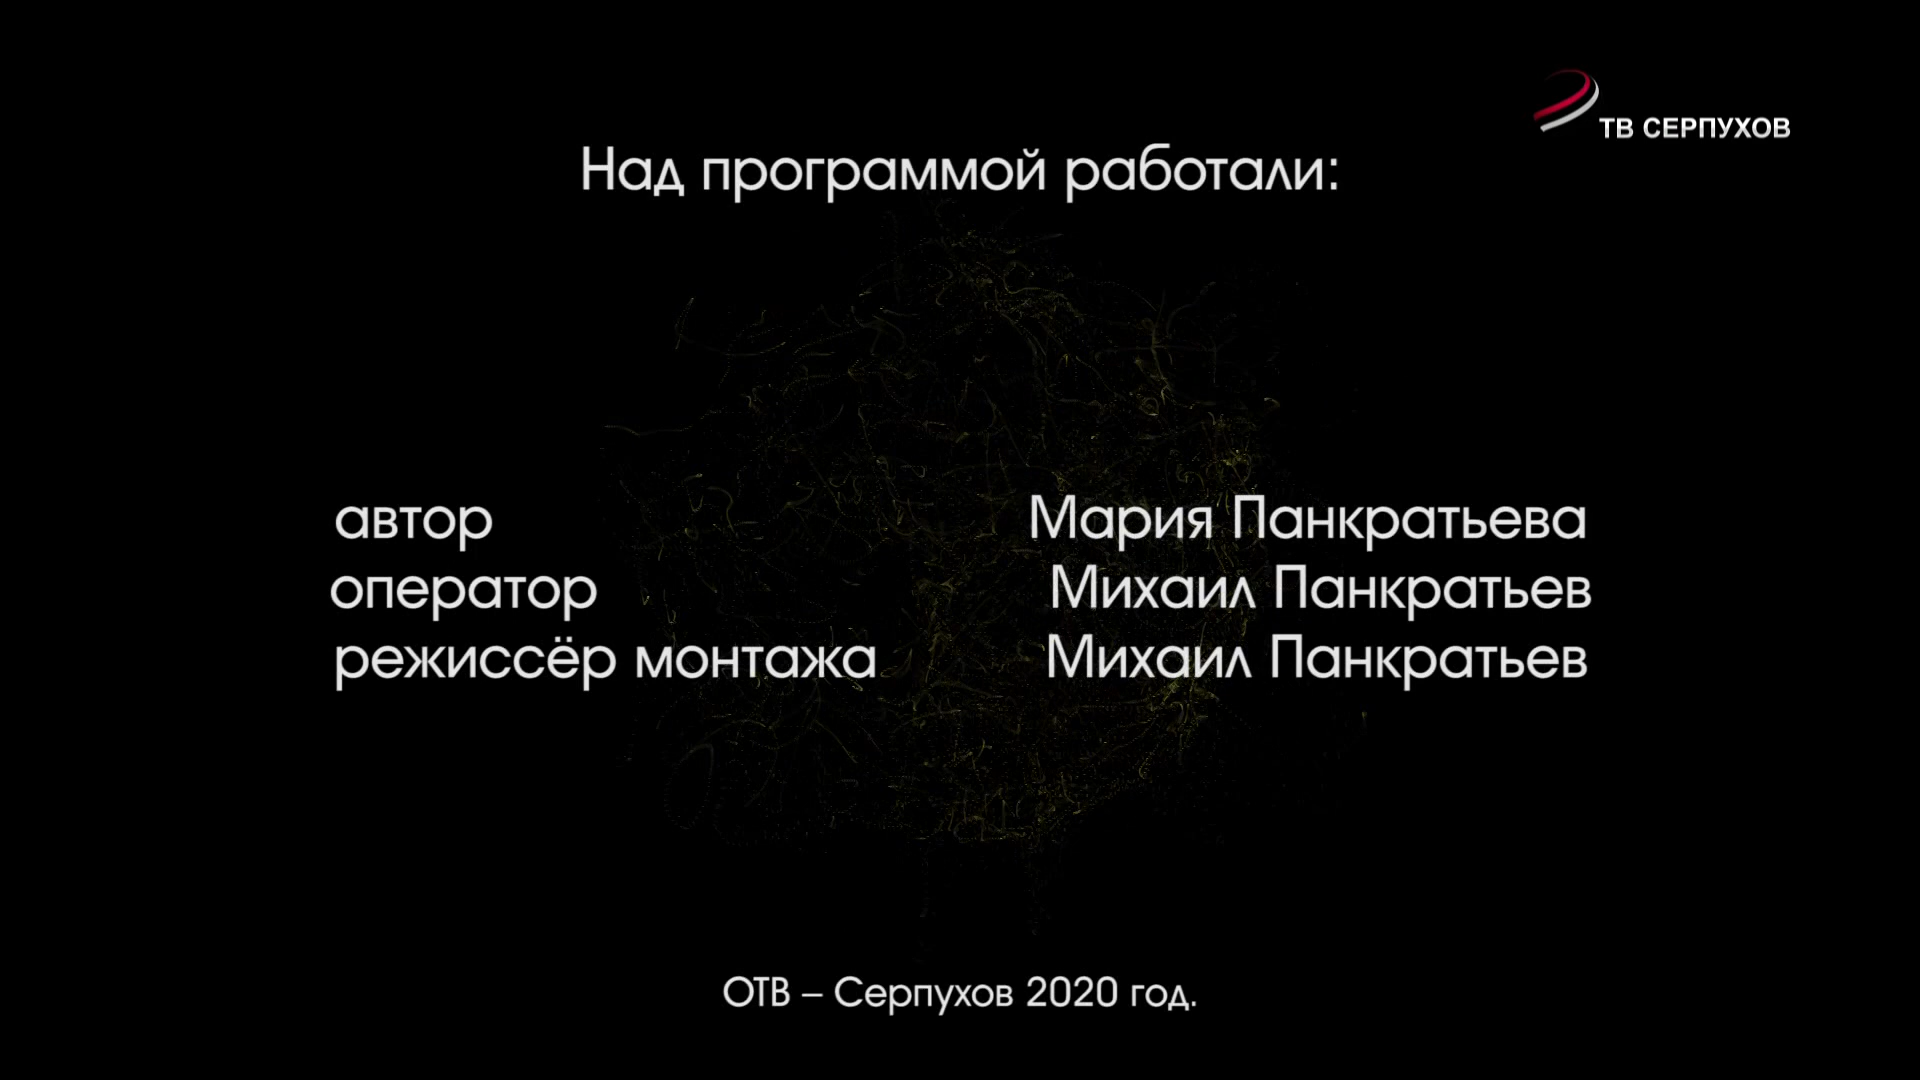 ТВ СЕРПУХОВ
Над программой работали:
автор Мария Панкратьева
оператор Михаил Панкратьев
режиссёр монтажа Михаил Панкратьев
ОТВ – Серпухов 2020 год.